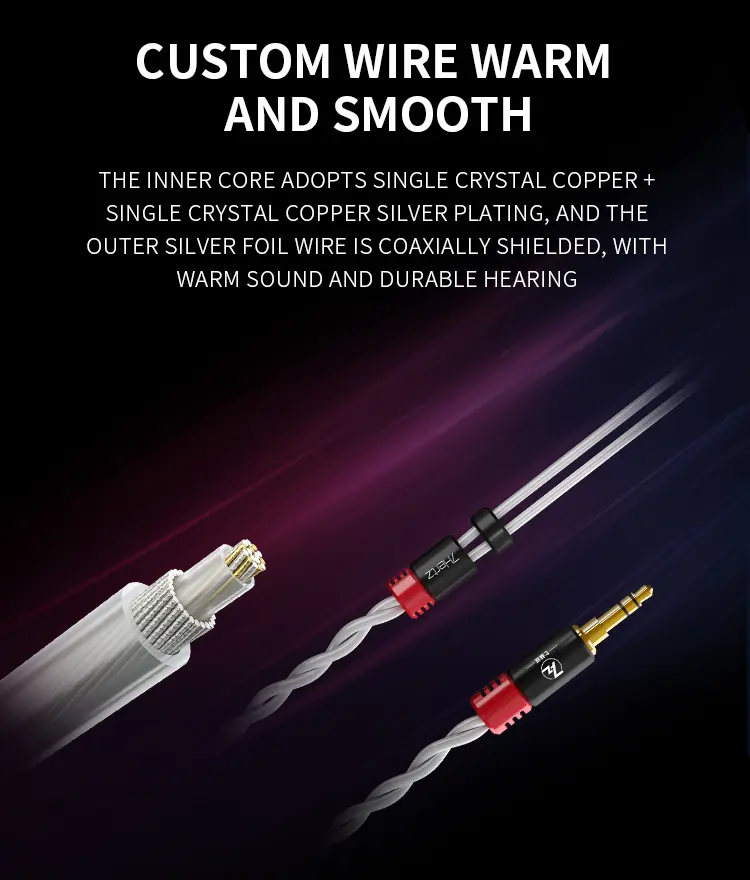 CUSTOM WIRE WARM
AND SMOOTH
THE INNER CORE ADOPTS SINGLE CRYSTAL COPPER +
SINGLE CRYSTAL COPPER SILVER PLATING, AND THE
OUTER SILVER FOIL WIRE IS COAXIALLY SHIELDED, WITH
WARM SOUND AND DURABLE HEARING
7Hertz